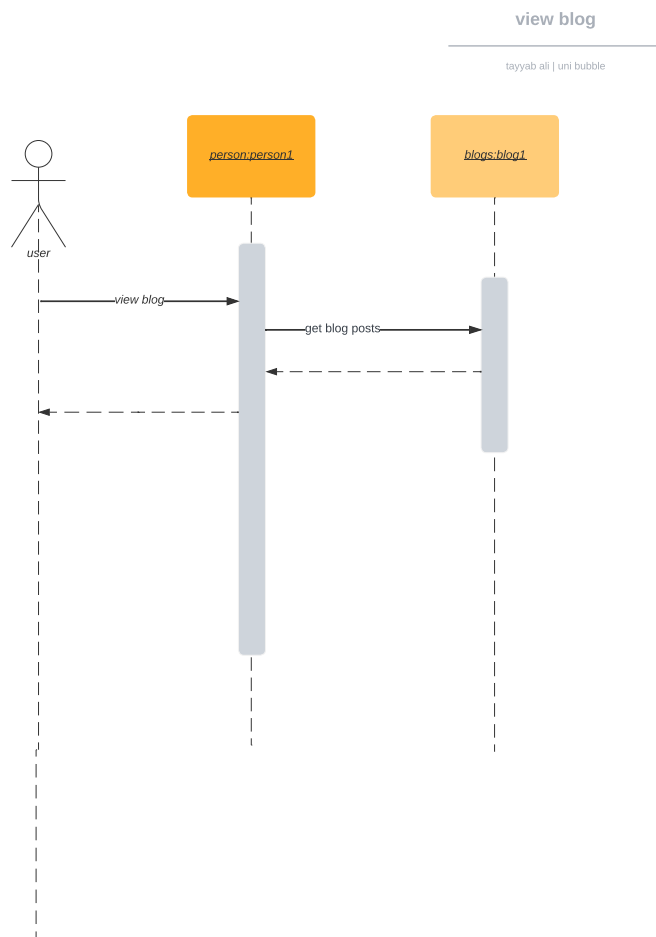 view blog
tayyab ali | uni bubble
person:person1
blogs:blog1
user
view blog
get blog posts